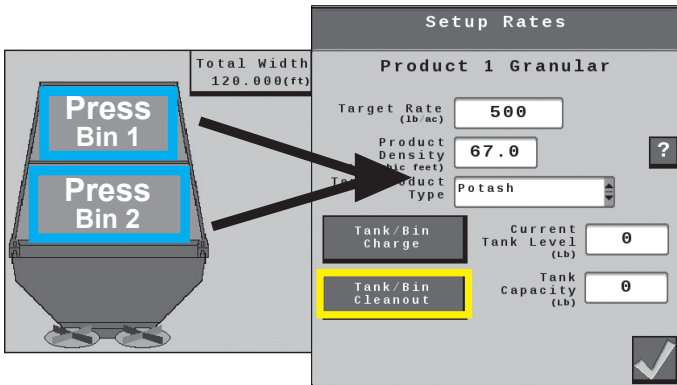 Setup Rates
Total Width
120.000(ft)
Press
Bin 1
Press
Bin 2
Product 1 Granular
Target Rate
(lb/ac)
500
Product
Density
feet)
67.0
?
Product
Type
Potash
Tank/Bin
Charge
Current
Tank Level
(Lb)
0
Tank/Bin
Cleanout
Tank
Capacity
(Lb)
0